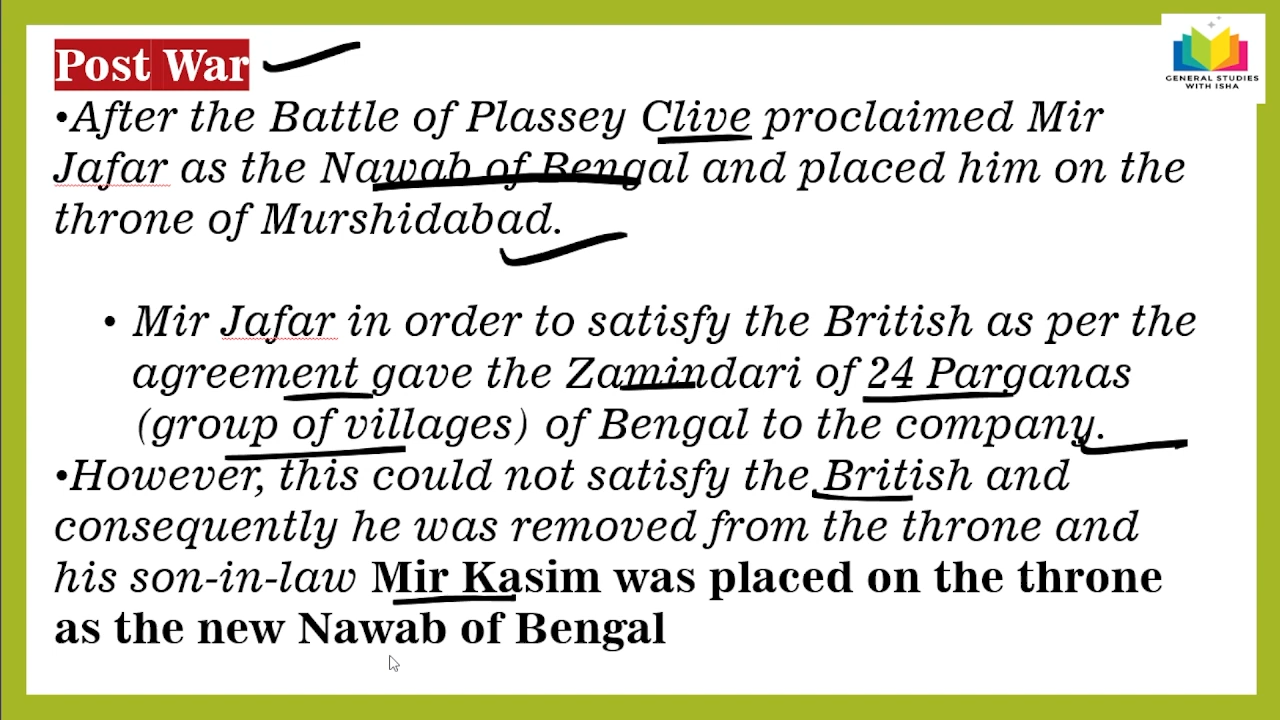 Post War
•After the Battle of Plassey Clive proclaimed Mir
Jafar as the Nawab of Bengal and placed him on the
throne of Murshidabad.
• Mir Jafar in order to satisfy the British as per the
agreement gave the Zamindari of 24 Parganas
(group of villages) of Bengal to the company.
•However, this could not satisfy the British and
consequently he was removed from the throne and
his son-in-law Mir Kasim was placed on the throne
as the new Nawab of Bengal
GENERAL STUDIES
WITH ISHA